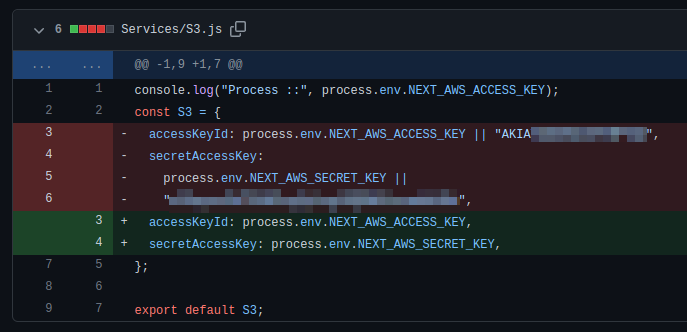 6 Services/S3.js
... ... @@ -1,9 +1,7 @@
1 1 console.log("Process ::", process.env.NEXT_AWS_ACCESS_KEY);
2 2 const S3 = {
3 - accessKeyId: process.env.NEXT_AWS_ACCESS_KEY || "AKIA",
4 - secretAccessKey:
5 - process.env.NEXT_AWS_SECRET_KEY ||
6 - "",
3 + accessKeyId: process.env.NEXT_AWS_ACCESS_KEY,
4 + secretAccessKey: process.env.NEXT_AWS_SECRET_KEY,
7 5 };
8 6
9 7 export default S3;